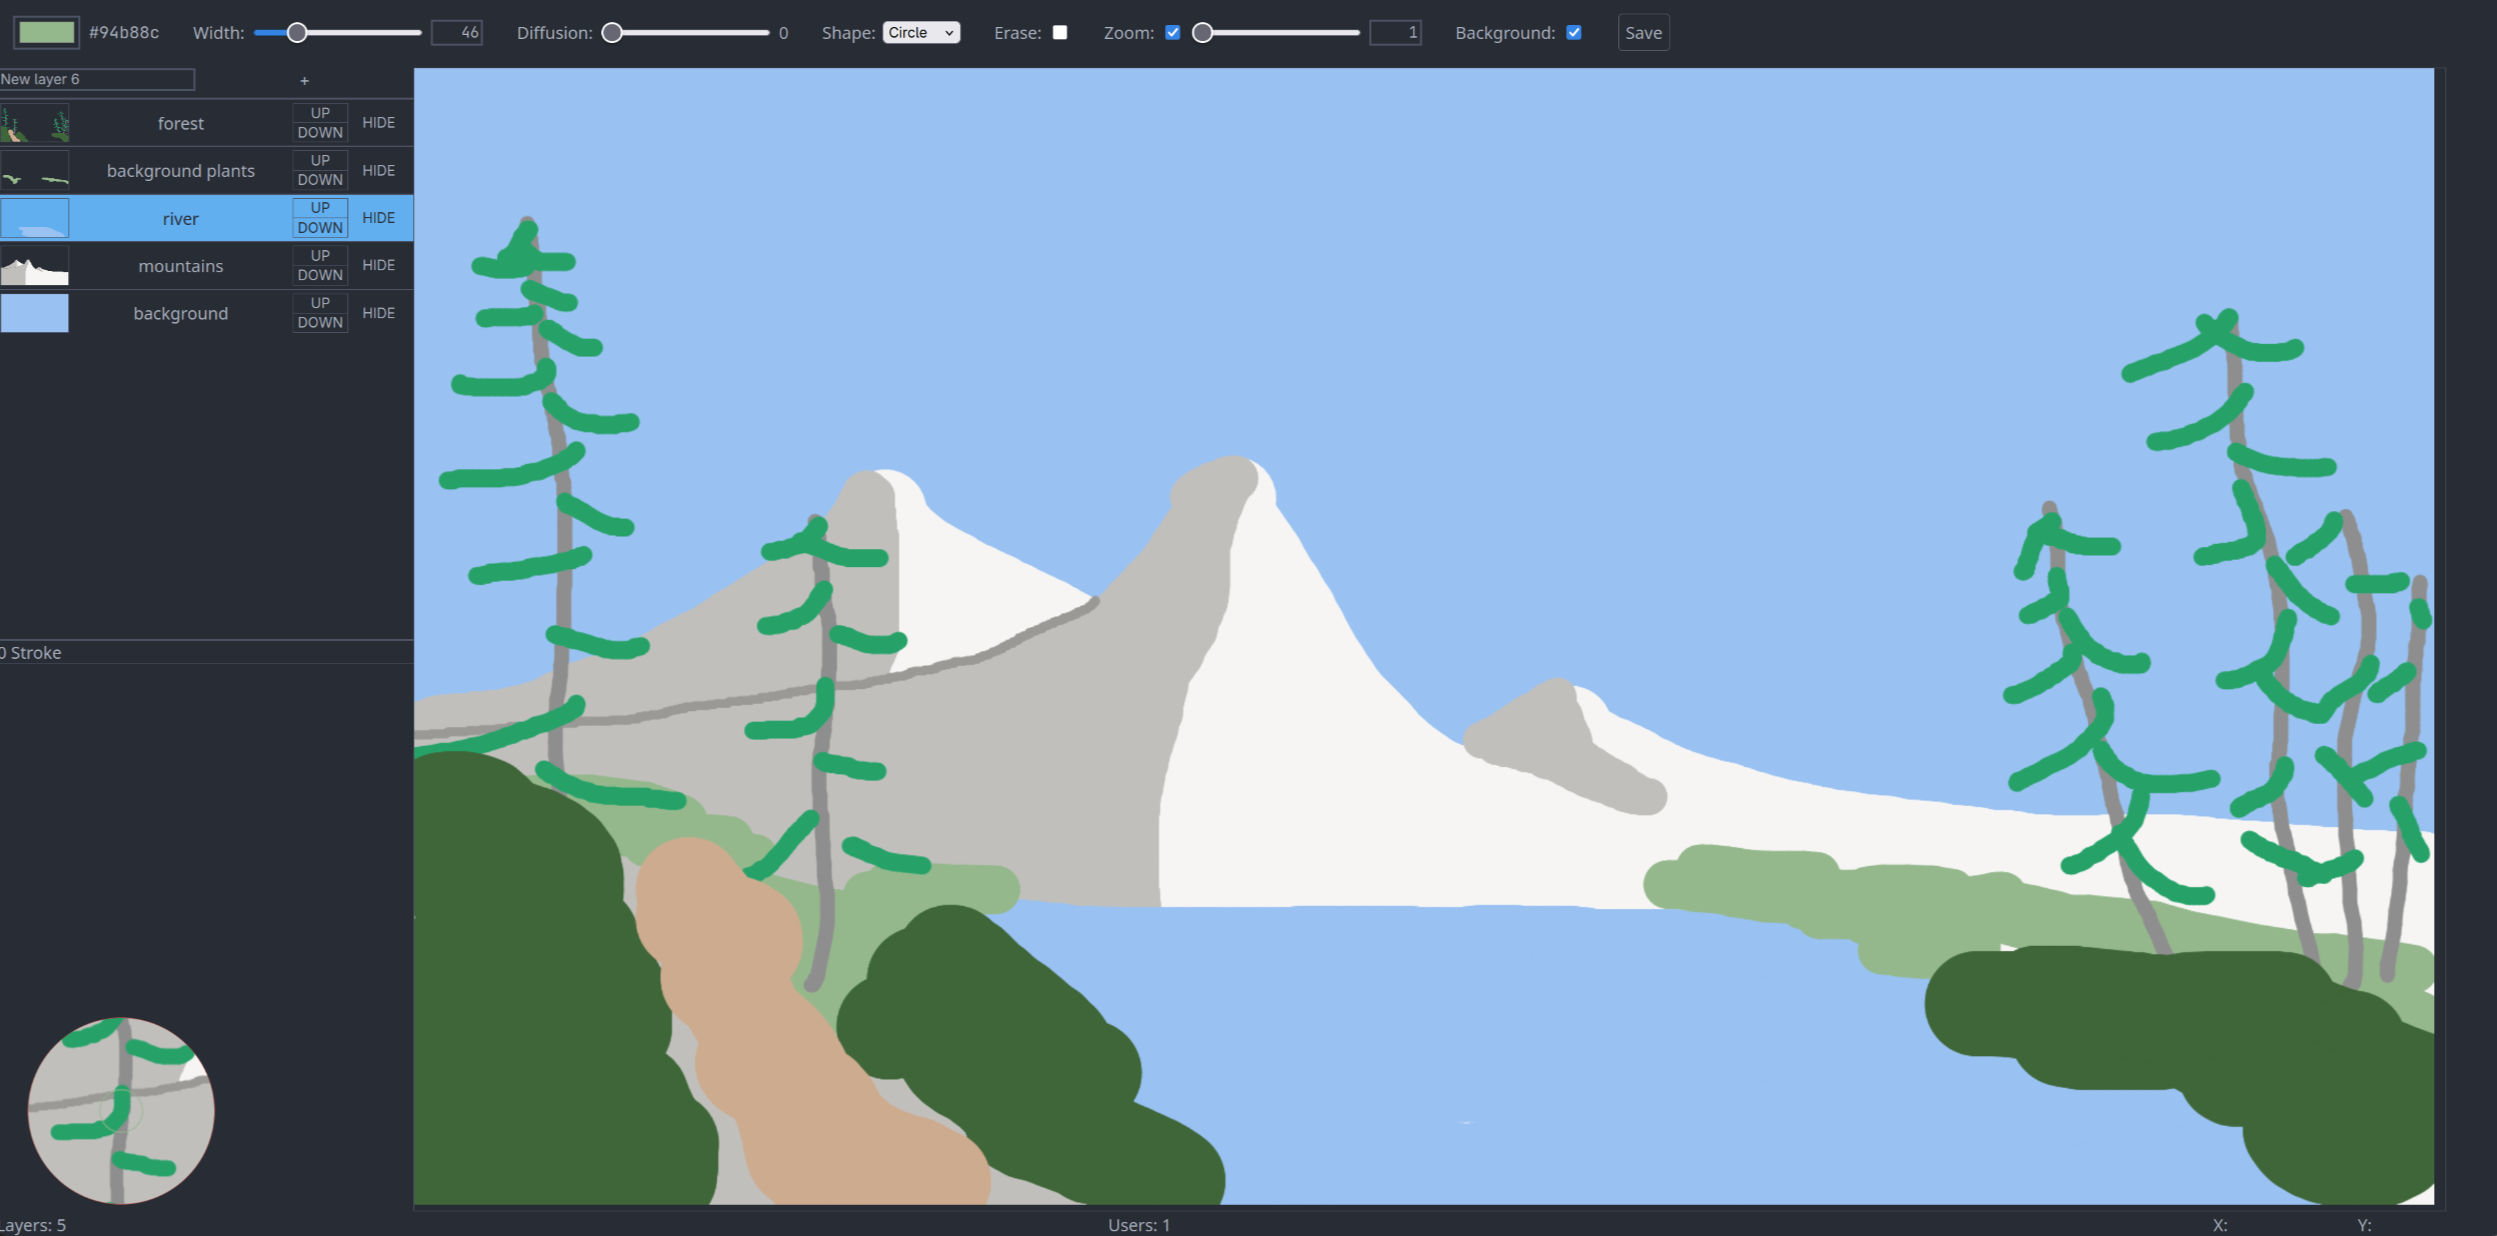 #94b88c Width: 46 Diffusion: 0 Shape: Circle Erase: Zoom: 1 Background: Save
New layer 6 +
forest UP DOWN HIDE
background plants UP DOWN HIDE
river UP DOWN HIDE
mountains UP DOWN HIDE
background UP DOWN HIDE
0 Stroke
Layers: 5 Users: 1 X: Y: